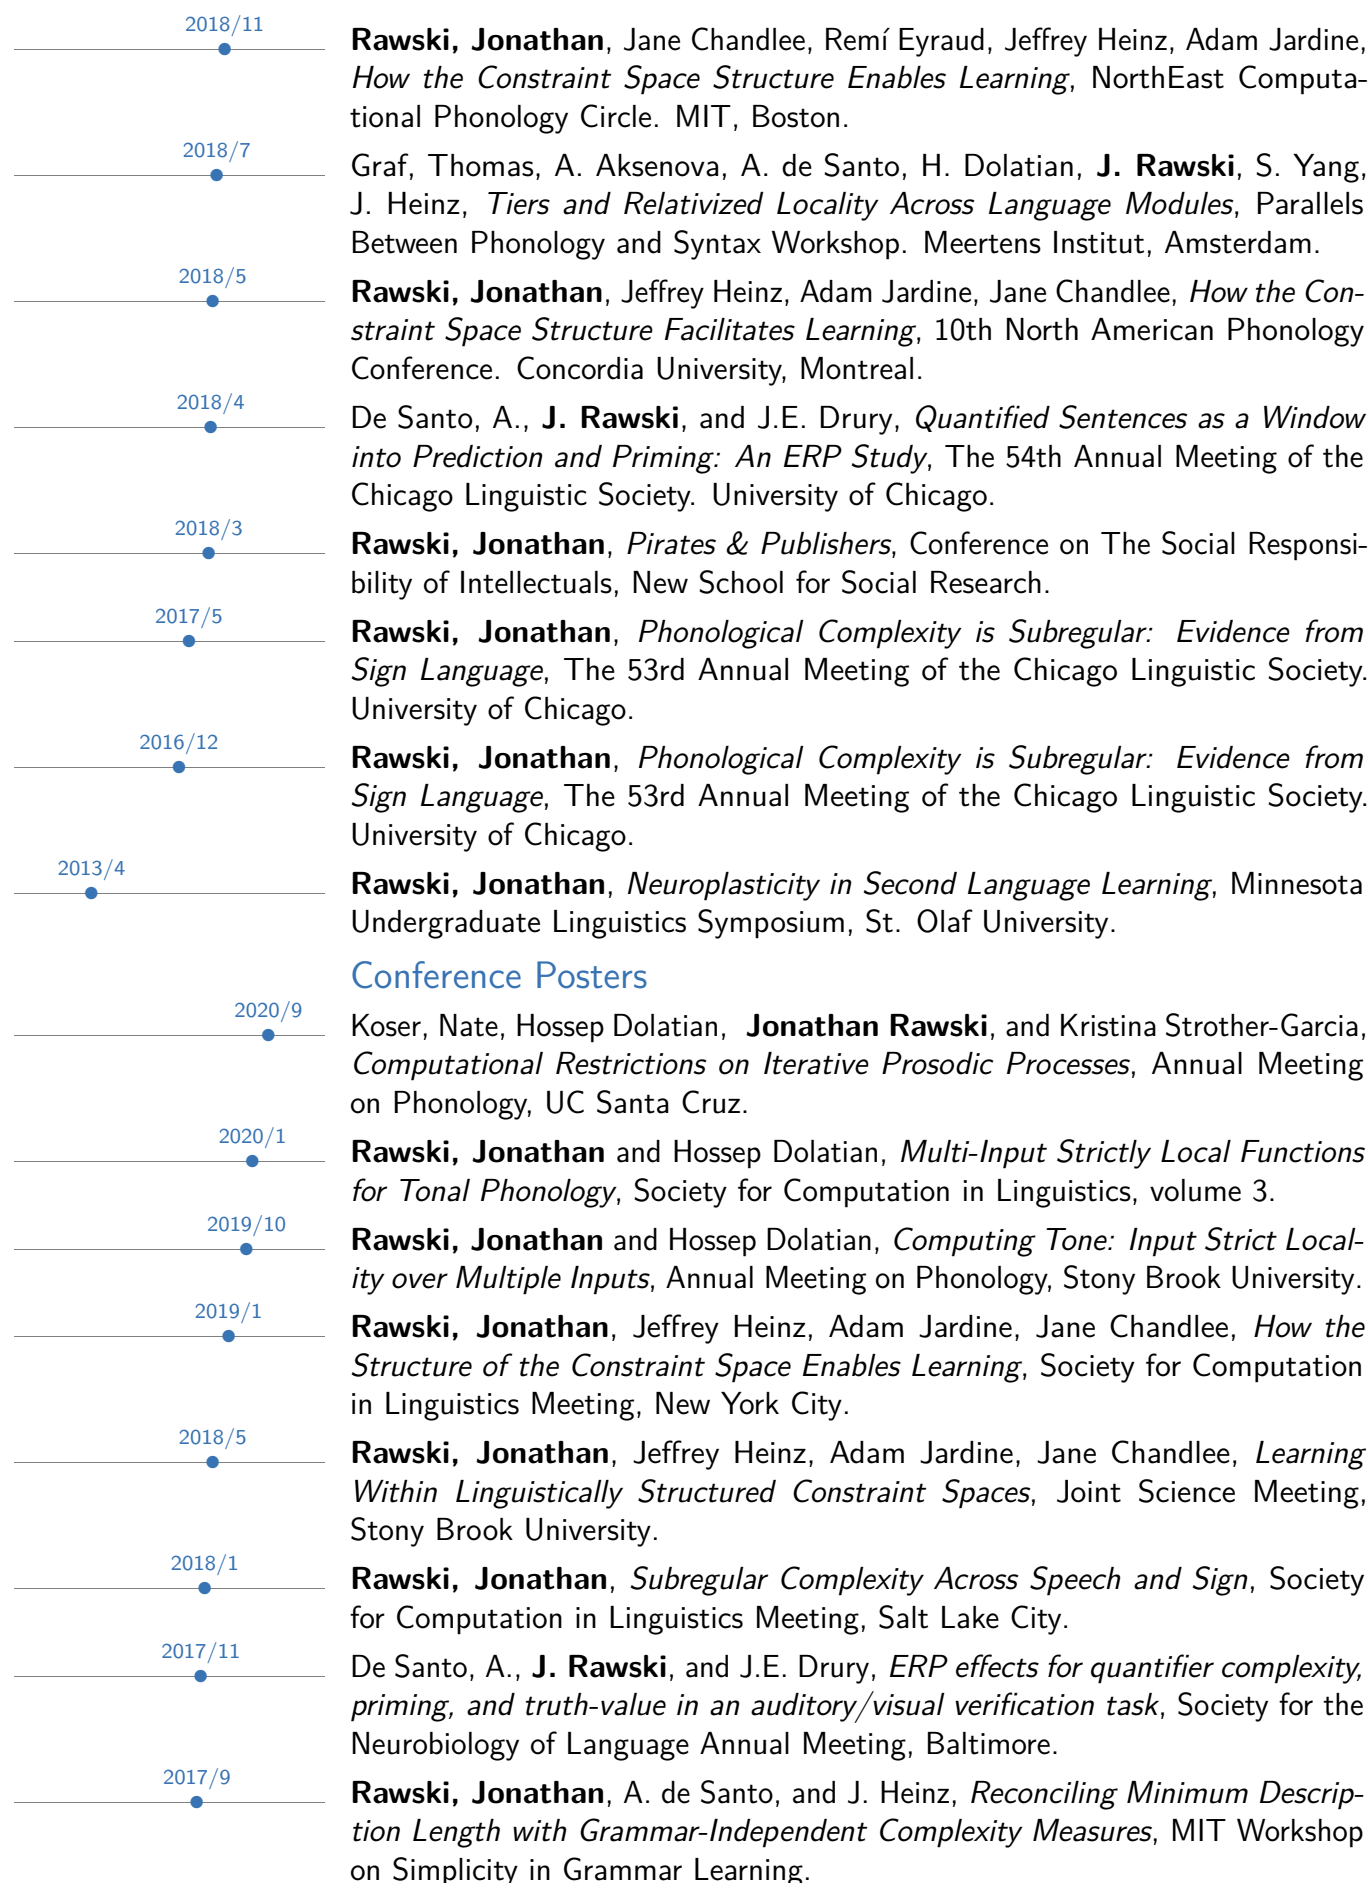 2018/11
Rawski, Jonathan, Jane Chandlee, Remí Eyraud, Jeffrey Heinz, Adam Jardine,
How the Constraint Space Structure Enables Learning, NorthEast Computa-
tional Phonology Circle. MIT, Boston.
2018/7
Graf, Thomas, A. Aksenova, A. de Santo, H. Dolatian, J. Rawski, S. Yang,
J. Heinz, Tiers and Relativized Locality Across Language Modules, Parallels
Between Phonology and Syntax Workshop. Meertens Institut, Amsterdam.
2018/5
Rawski, Jonathan, Jeffrey Heinz, Adam Jardine, Jane Chandlee, How the Con-
straint Space Structure Facilitates Learning, 10th North American Phonology
Conference. Concordia University, Montreal.
2018/4
De Santo, A., J. Rawski, and J.E. Drury, Quantified Sentences as a Window
into Prediction and Priming: An ERP Study, The 54th Annual Meeting of the
Chicago Linguistic Society. University of Chicago.
2018/3
Rawski, Jonathan, Pirates & Publishers, Conference on The Social Responsi-
bility of Intellectuals, New School for Social Research.
2017/5
Rawski, Jonathan, Phonological Complexity is Subregular: Evidence from
Sign Language, The 53rd Annual Meeting of the Chicago Linguistic Society.
University of Chicago.
2016/12
Rawski, Jonathan, Phonological Complexity is Subregular: Evidence from
Sign Language, The 53rd Annual Meeting of the Chicago Linguistic Society.
University of Chicago.
2013/4
Rawski, Jonathan, Neuroplasticity in Second Language Learning, Minnesota
Undergraduate Linguistics Symposium, St. Olaf University.
Conference Posters
2020/9
Koser, Nate, Hossep Dolatian, Jonathan Rawski, and Kristina Strother-Garcia,
Computational Restrictions on Iterative Prosodic Processes, Annual Meeting
on Phonology, UC Santa Cruz.
2020/1
Rawski, Jonathan and Hossep Dolatian, Multi-Input Strictly Local Functions
for Tonal Phonology, Society for Computation in Linguistics, volume 3.
2019/10
Rawski, Jonathan and Hossep Dolatian, Computing Tone: Input Strict Local-
ity over Multiple Inputs, Annual Meeting on Phonology, Stony Brook University.
2019/1
Rawski, Jonathan, Jeffrey Heinz, Adam Jardine, Jane Chandlee, How the
Structure of the Constraint Space Enables Learning, Society for Computation
in Linguistics Meeting, New York City.
2018/5
Rawski, Jonathan, Jeffrey Heinz, Adam Jardine, Jane Chandlee, Learning
Within Linguistically Structured Constraint Spaces, Joint Science Meeting,
Stony Brook University.
2018/1
Rawski, Jonathan, Subregular Complexity Across Speech and Sign, Society
for Computation in Linguistics Meeting, Salt Lake City.
2017/11
De Santo, A., J. Rawski, and J.E. Drury, ERP effects for quantifier complexity,
priming, and truth-value in an auditory/visual verification task, Society for the
Neurobiology of Language Annual Meeting, Baltimore.
2017/9
Rawski, Jonathan, A. de Santo, and J. Heinz, Reconciling Minimum Descrip-
tion Length with Grammar-Independent Complexity Measures, MIT Workshop
on Simplicity in Grammar Learning.